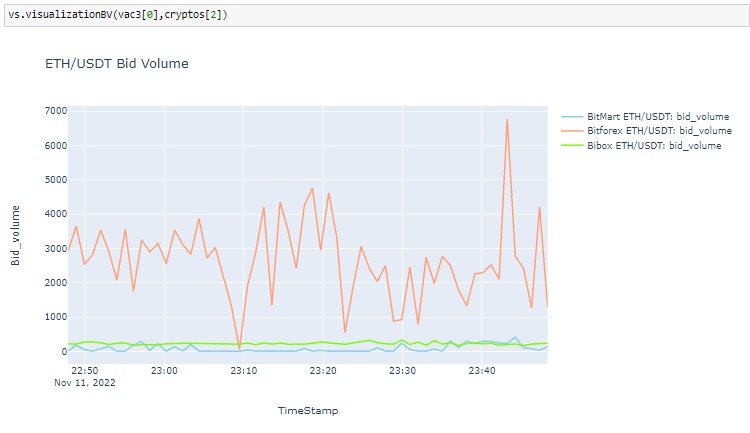 vs.visualizationBV(vac3[0],cryptos[2])
ETH/USDT Bid Volume
7000
6000
5000
4000
3000
2000
1000
0
Bid_volume
BitMart ETH/USDT: bid_volume
Bitforex ETH/USDT: bid_volume
Bibox ETH/USDT: bid_volume
22:50 23:00 23:10 23:20 23:30 23:40
Nov 11, 2022
TimeStamp